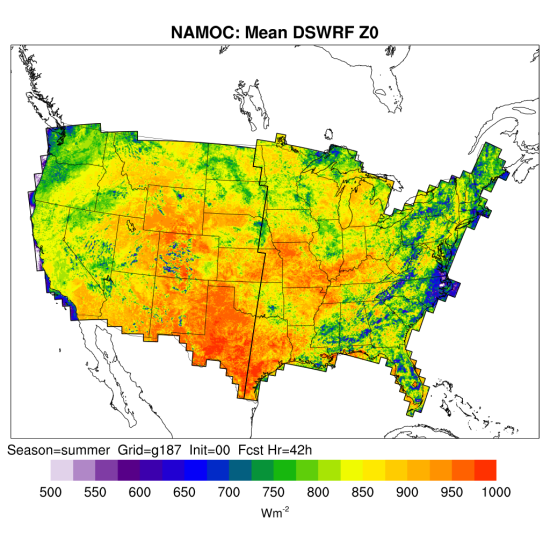 NAMOC: Mean DSWRF Z0
Season=summer Grid=g187 Init=00 Fcst Hr=42h
500 550 600 650 700 750 800 850 900 950 1000
Wm⁻²